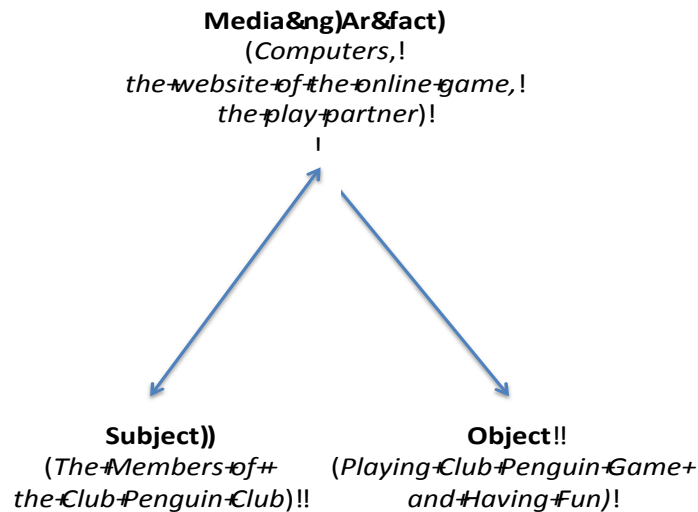 Media&ng)Ar&fact)
(Computers,!
the+website+of+the+online+game,!
the+play+partner)!
Subject))
(The+Members+of++
the+Club+Penguin+Club)!!
Object!!
(Playing+Club+Penguin+Game+
and+Having+Fun)!